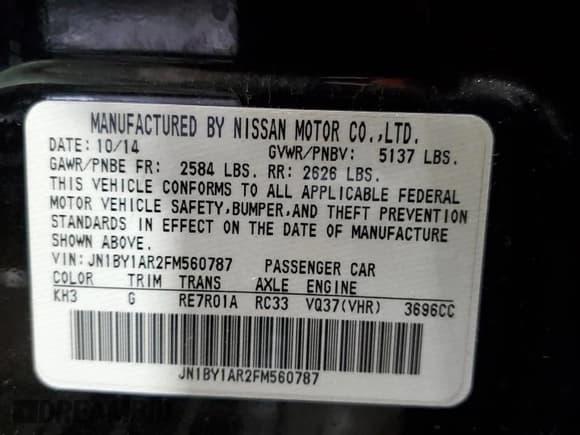 MANUFACTURED BY NISSAN MOTOR CO.,LTD.
DATE: 10/14 GVWR/PNBV: 5137 LBS.
GAWR/PNBE FR: 2584 LBS. RR: 2626 LBS.
THIS VEHICLE CONFORMS TO ALL APPLICABLE FEDERAL
MOTOR VEHICLE SAFETY,BUMPER,AND THEFT PREVENTION
STANDARDS IN EFFECT ON THE DATE OF MANUFACTURE
SHOWN ABOVE.
VIN:JN1BY1AR2FM560787 PASSENGER CAR
COLOR TRIM TRANS AXLE ENGINE
KH3 G RE7R01A RC33 VQ37(VHR) 3696CC
JN1BY1AR2FM560787
DREAMBID